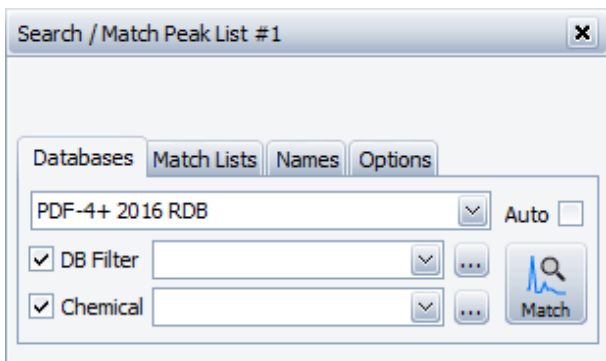 Search / Match Peak List #1
Databases Match Lists Names Options
PDF-4+ 2016 RDB Auto
DB Filter ...
Chemical ... Match